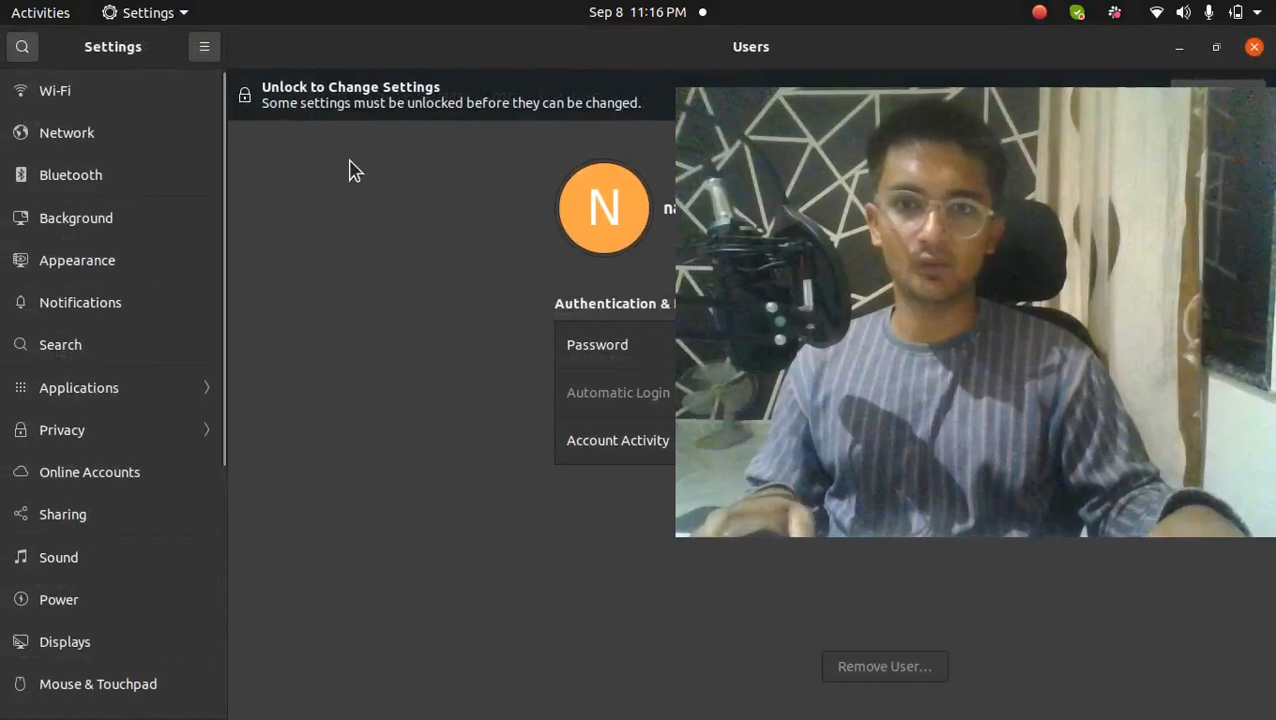 Activities
Settings
Sep 8 11:16 PM
Settings
Users
Wi-Fi
Unlock to Change Settings
Some settings must be unlocked before they can be changed.
Network
Bluetooth
Background
N
Appearance
Notifications
Authentication &
Search
Password
Applications
Automatic Login
Privacy
Account Activity
Online Accounts
Sharing
Sound
Power
Displays
Remove User...
Mouse & Touchpad